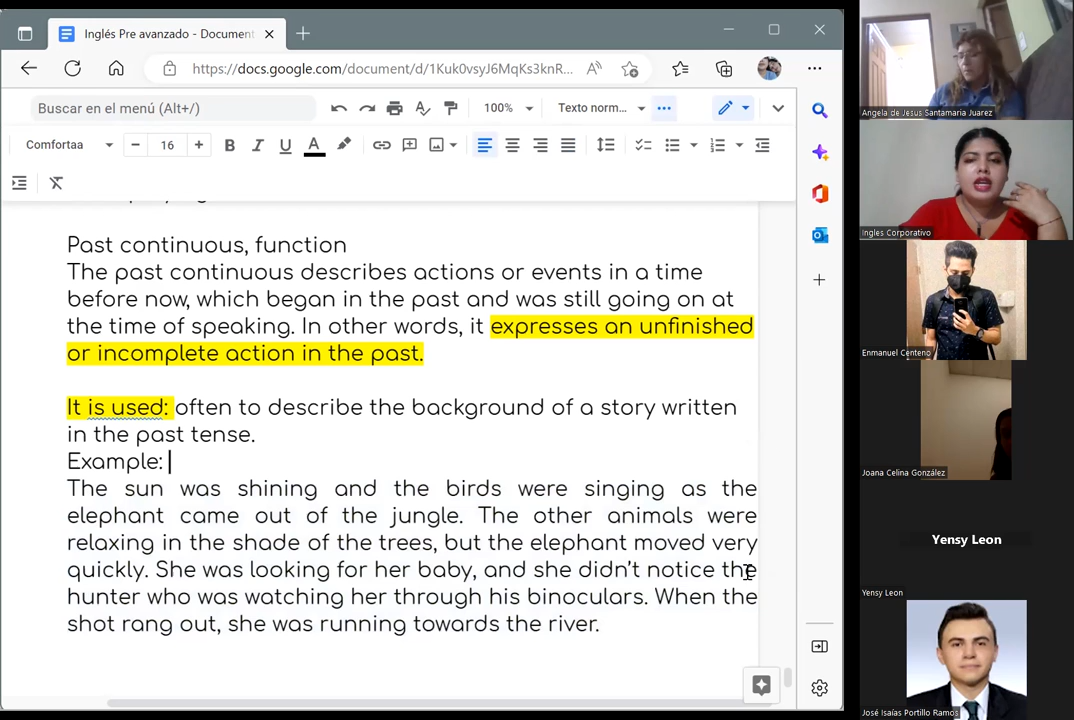 Inglés Pre avanzado - Document
https://docs.google.com/document/d/1Kuk0vsyJ6MqKs3knR...
Buscar en el menú (Alt+/)
100%
Texto norm...
Comfortaa
16
Past continuous, function
The past continuous describes actions or events in a time
before now, which began in the past and was still going on at
the time of speaking. In other words, it expresses an unfinished
or incomplete action in the past.
It is used: often to describe the background of a story written
in the past tense.
Example:
The sun was shining and the birds were singing as the
elephant came out of the jungle. The other animals were
relaxing in the shade of the trees, but the elephant moved very
quickly. She was looking for her baby, and she didn't notice the
hunter who was watching her through his binoculars. When the
shot rang out, she was running towards the river.
Angela de Jesus Santamaria Juarez
Ingles Corporativo
Enmanuel Centeno
Joana Celina González
Yensy Leon
Yensy Leon
José Isaías Portillo Ramos